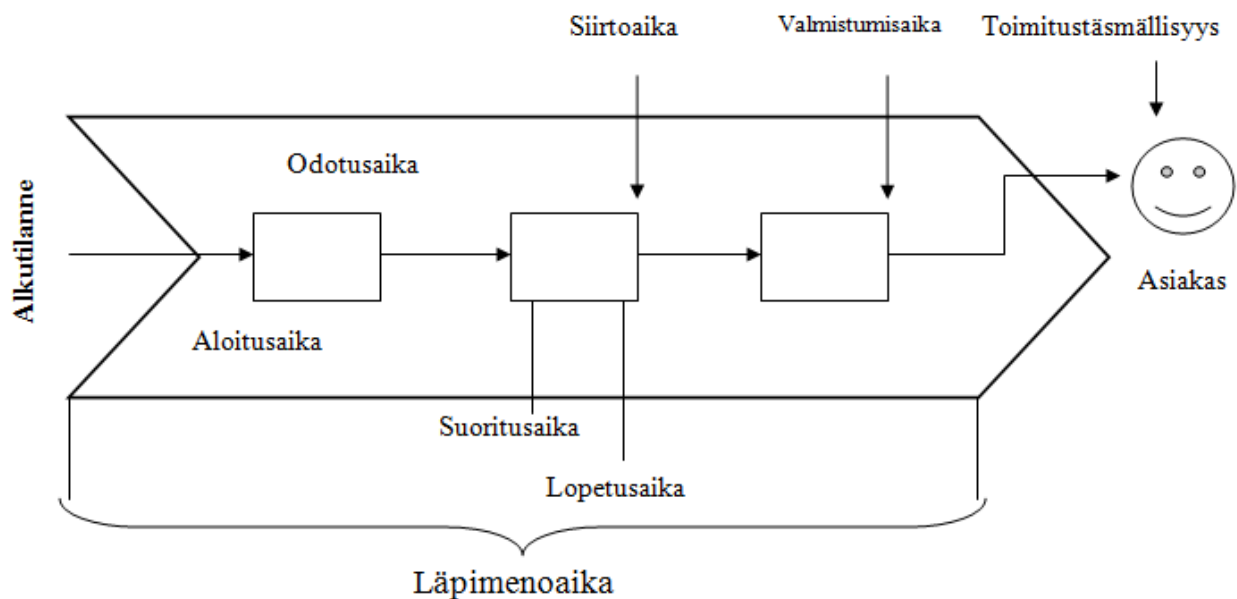 Siirtoaika
Valmistumisaika
Toimitustäsmällisyys
Odotusaika
Alkutilanne
Asiakas
Aloitusaika
Suoritusaika
Lopetusaika
Läpimenoaika